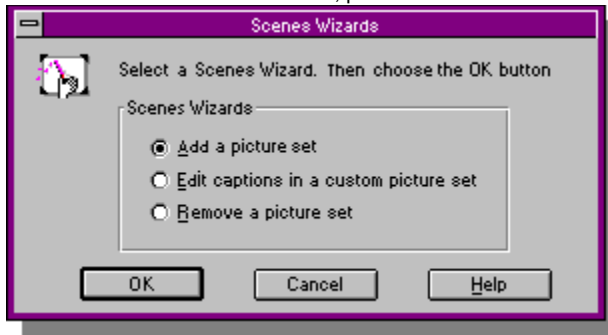 Scenes Wizards
Select a Scenes Wizard. Then choose the OK button
Scenes Wizards
Add a picture set
Edit captions in a custom picture set
Remove a picture set
OK Cancel Help